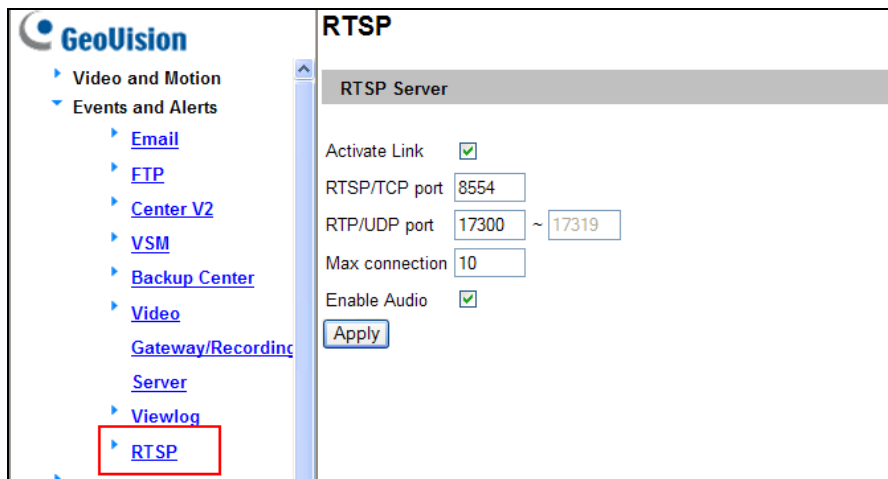 GeoVision
Video and Motion
Events and Alerts
Email
FTP
Center V2
VSM
Backup Center
Video
Gateway/Recording
Server
Viewlog
RTSP
RTSP
RTSP Server
Activate Link
RTSP/TCP port 8554
RTP/UDP port 17300 ~ 17319
Max connection 10
Enable Audio
Apply